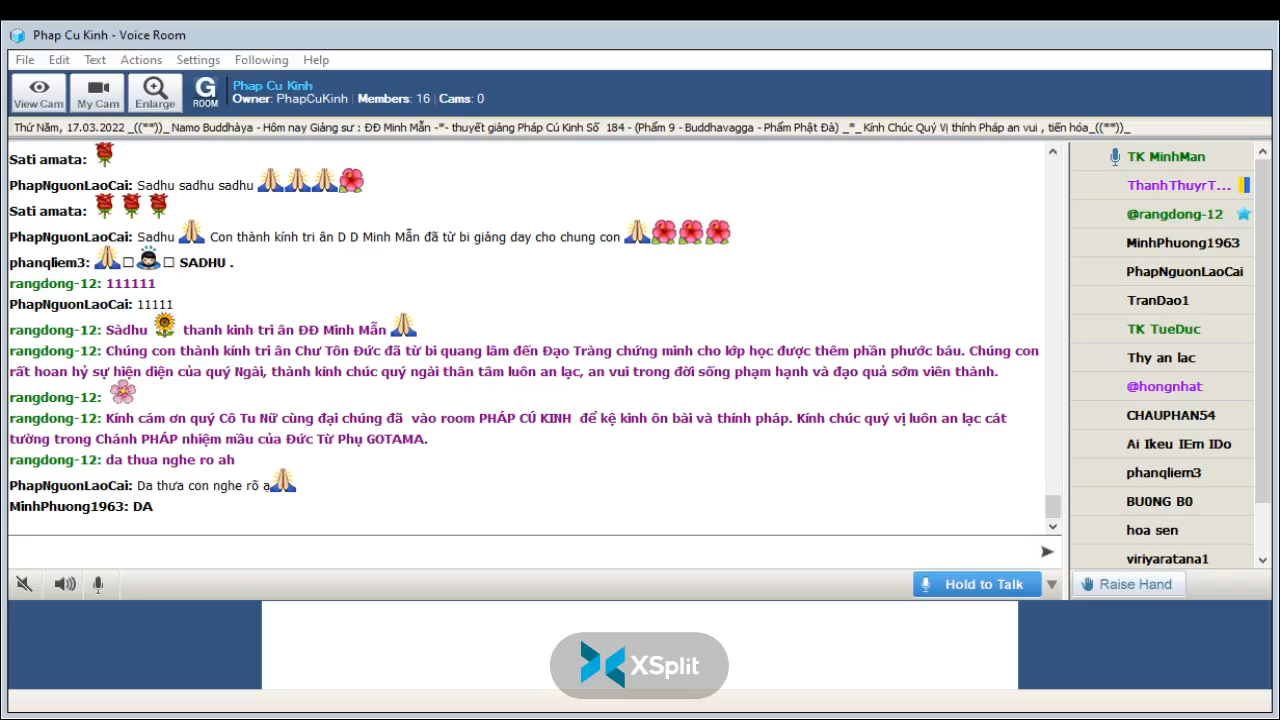 Phap Cu Kinh - Voice Room
File Edit Text Actions Settings Following Help
View Cam My Cam Enlarge G ROOM
Phap Cu Kinh
Owner: PhapCuKinh | Members: 16 | Cams: 0
Thứ Năm, 17.03.2022 _((**))_ Namo Buddhàya - Hôm nay Giảng sư : ĐĐ Minh Mẫn -*- thuyết giảng Pháp Cú Kinh Số 184 - (Phẩm 9 - Buddhavagga - Phẩm Phật Đà) _*_ Kính Chúc Quý Vị thính Pháp an vui , tiến hóa_((**))_
Sati amata:
PhapNguonLaoCai: Sadhu sadhu sadhu
Sati amata:
PhapNguonLaoCai: Sadhu Con thành kính tri ân D D Minh Mẫn đã từ bi giảng day cho chung con
phanqliem3: SADHU .
rangdong-12: 111111
PhapNguonLaoCai: 11111
rangdong-12: Sàdhu thanh kinh tri ân ĐĐ Minh Mẫn
rangdong-12: Chúng con thành kính tri ân Chư Tôn Đức đã từ bi quang lâm đến Đạo Tràng chứng minh cho lớp học được thêm phần phước báu. Chúng con
rất hoan hỷ sự hiện diện của quý Ngài, thành kính chúc quý ngài thân tâm luôn an lạc, an vui trong đời sống phạm hạnh và đạo quả sớm viên thành.
rangdong-12:
rangdong-12: Kính cám ơn quý Cô Tu Nữ cùng đại chúng đã vào room PHÁP CÚ KINH để kệ kinh ôn bài và thính pháp. Kính chúc quý vị luôn an lạc cát
tường trong Chánh PHÁP nhiệm mầu của Đức Từ Phụ GOTAMA.
rangdong-12: da thua nghe ro ah
PhapNguonLaoCai: Da thưa con nghe rõ ạ
MinhPhuong1963: DA
Hold to Talk
TK MinhMan
ThanhThuyrT...
@rangdong-12
MinhPhuong1963
PhapNguonLaoCai
TranDao1
TK TueDuc
Thy an lac
@hongnhat
CHAUPHAN54
Ai Ikeu IEm IDo
phanqliem3
BU0NG B0
hoa sen
viriyaratana1
Raise Hand
XSplit